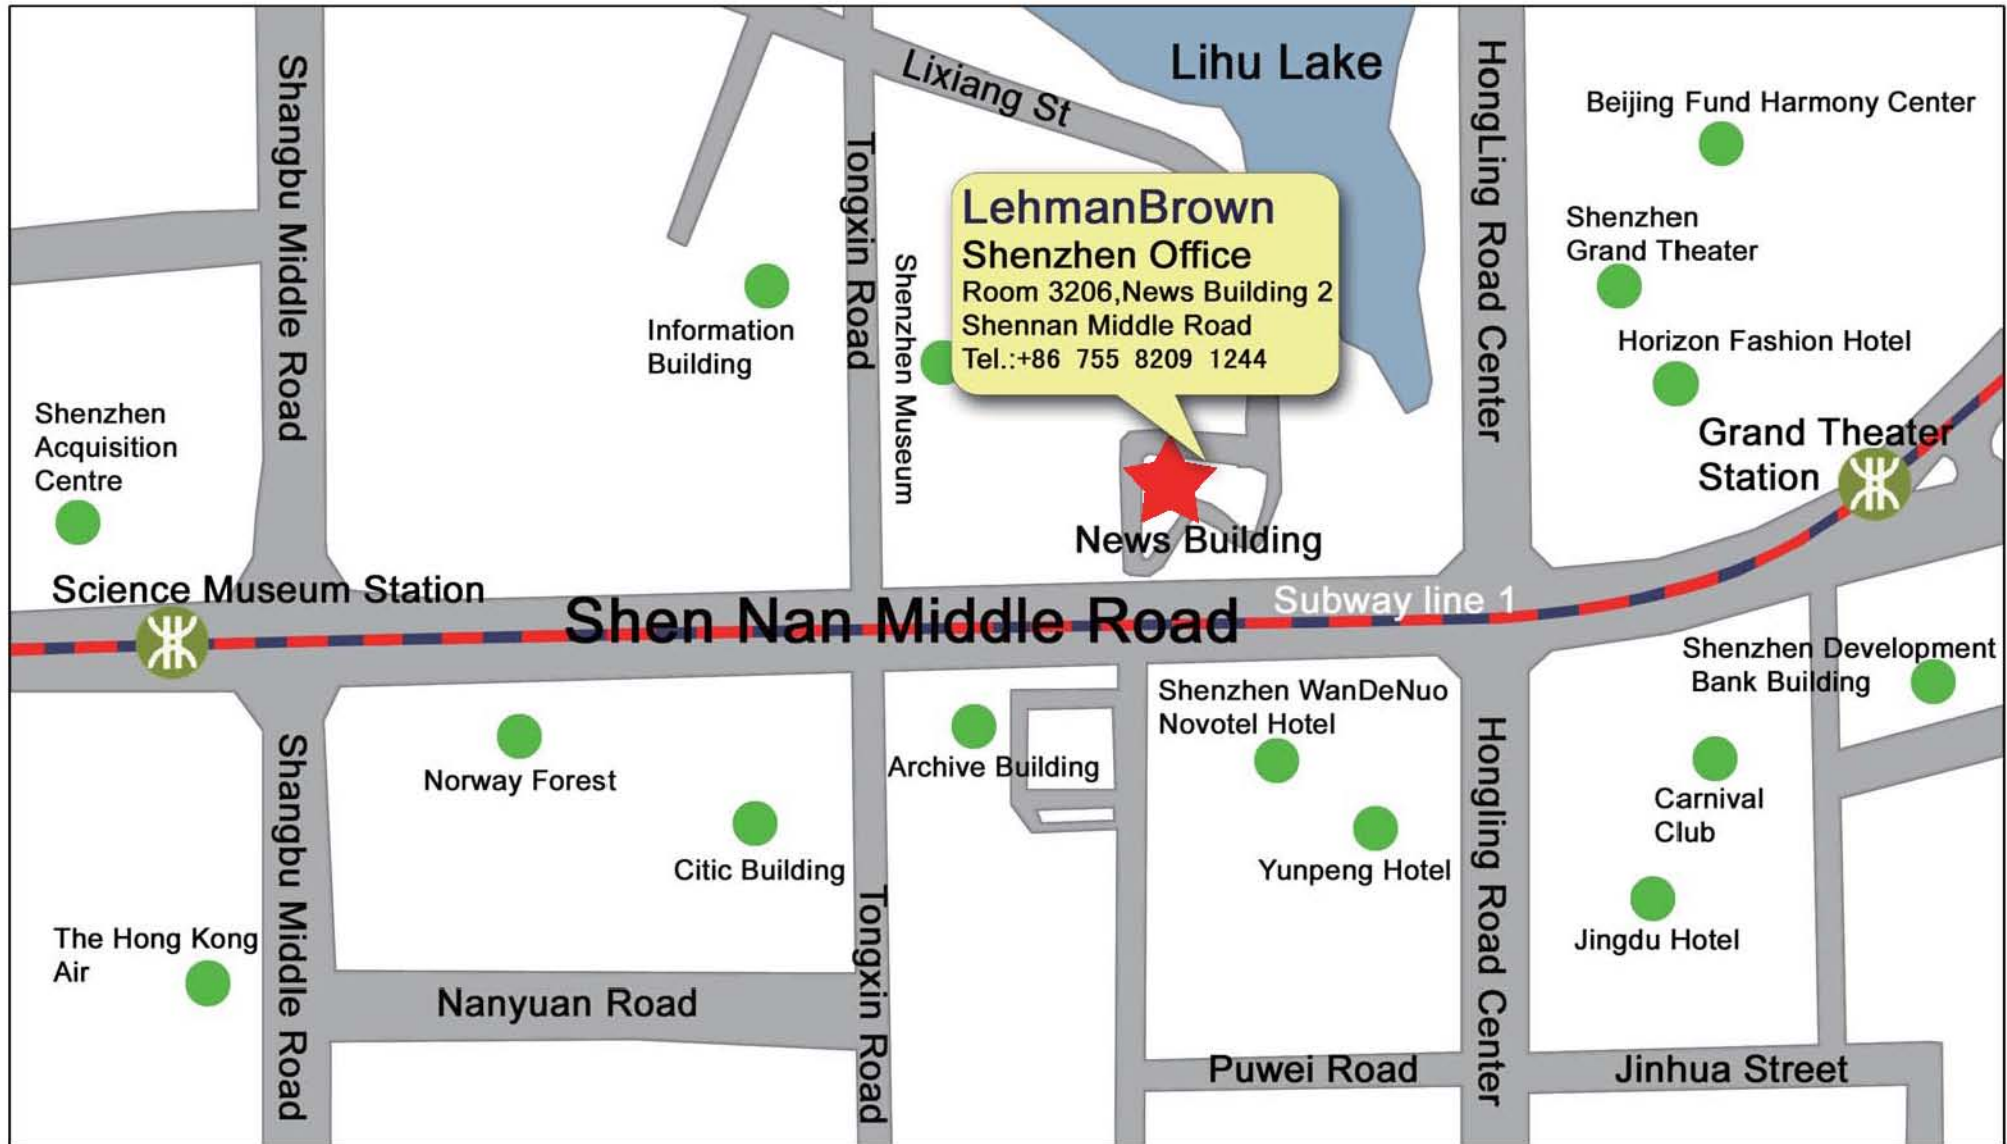 Shangbu Middle Road
Lixiang St
Lihu Lake
HongLing Road Center
Beijing Fund Harmony Center
Tongxin Road
LehmanBrown
Shenzhen Office
Room 3206,News Building 2
Shennan Middle Road
Tel.:+86 755 8209 1244
Shenzhen
Grand Theater
Shenzhen Museum
Information
Building
Horizon Fashion Hotel
Shenzhen
Acquisition
Centre
Grand Theater
Station
News Building
Science Museum Station
Shen Nan Middle Road
Subway line 1
Shenzhen Development
Bank Building
Shenzhen WanDeNuo
Novotel Hotel
Shangbu Middle Road
Norway Forest
Archive Building
Hongling Road Center
Carnival
Club
Citic Building
Yunpeng Hotel
Tongxin Road
The Hong Kong
Air
Jingdu Hotel
Nanyuan Road
Puwei Road
Jinhua Street